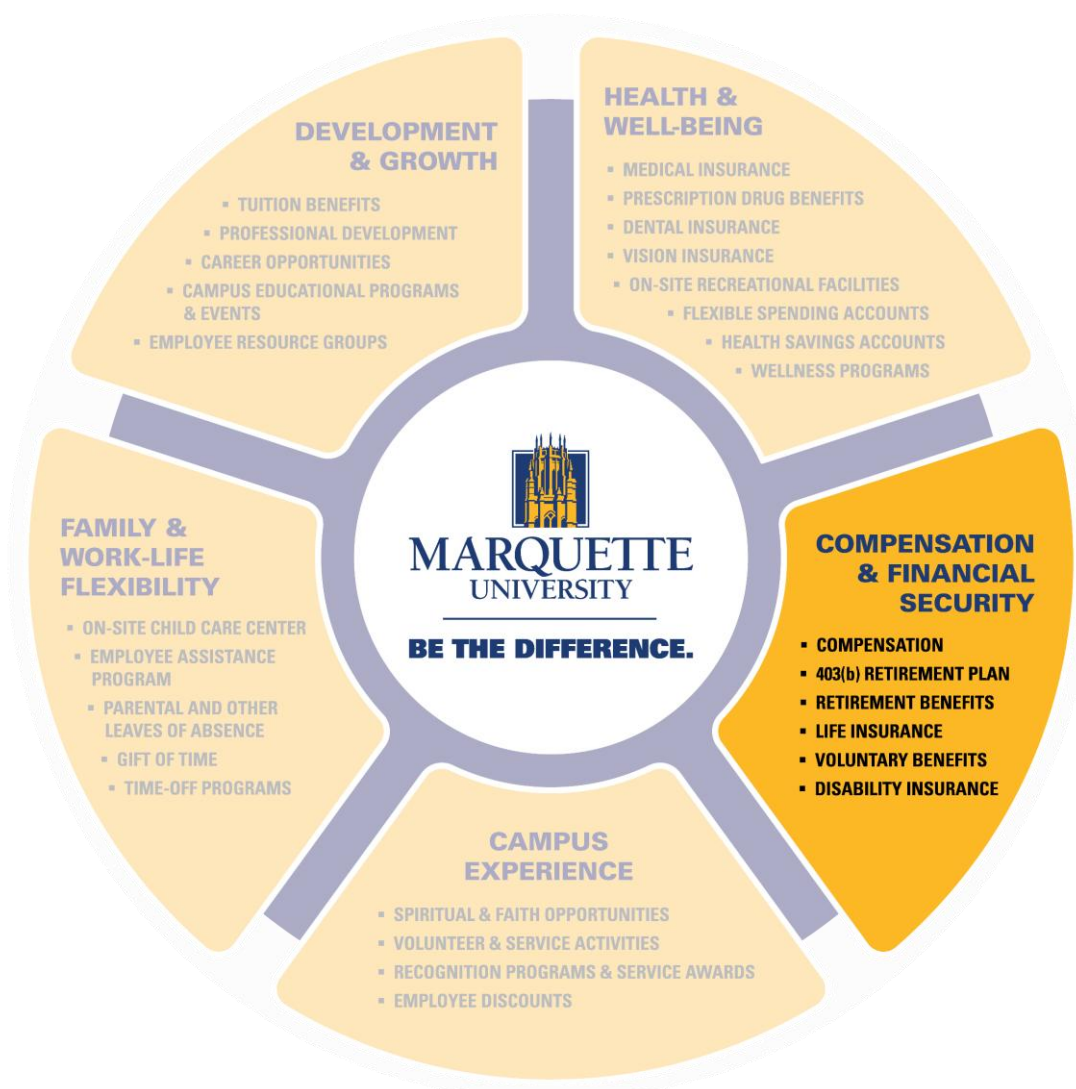 DEVELOPMENT
& GROWTH
▪ TUITION BENEFITS
▪ PROFESSIONAL DEVELOPMENT
▪ CAREER OPPORTUNITIES
▪ CAMPUS EDUCATIONAL PROGRAMS
& EVENTS
▪ EMPLOYEE RESOURCE GROUPS
HEALTH &
WELL-BEING
▪ MEDICAL INSURANCE
▪ PRESCRIPTION DRUG BENEFITS
▪ DENTAL INSURANCE
▪ VISION INSURANCE
▪ ON-SITE RECREATIONAL FACILITIES
▪ FLEXIBLE SPENDING ACCOUNTS
▪ HEALTH SAVINGS ACCOUNTS
▪ WELLNESS PROGRAMS
FAMILY &
WORK-LIFE
FLEXIBILITY
▪ ON-SITE CHILD CARE CENTER
▪ EMPLOYEE ASSISTANCE
PROGRAM
▪ PARENTAL AND OTHER
LEAVES OF ABSENCE
▪ GIFT OF TIME
▪ TIME-OFF PROGRAMS
MARQUETTE
UNIVERSITY
BE THE DIFFERENCE.
COMPENSATION
& FINANCIAL
SECURITY
▪ COMPENSATION
▪ 403(b) RETIREMENT PLAN
▪ RETIREMENT BENEFITS
▪ LIFE INSURANCE
▪ VOLUNTARY BENEFITS
▪ DISABILITY INSURANCE
CAMPUS
EXPERIENCE
▪ SPIRITUAL & FAITH OPPORTUNITIES
▪ VOLUNTEER & SERVICE ACTIVITIES
▪ RECOGNITION PROGRAMS & SERVICE AWARDS
▪ EMPLOYEE DISCOUNTS